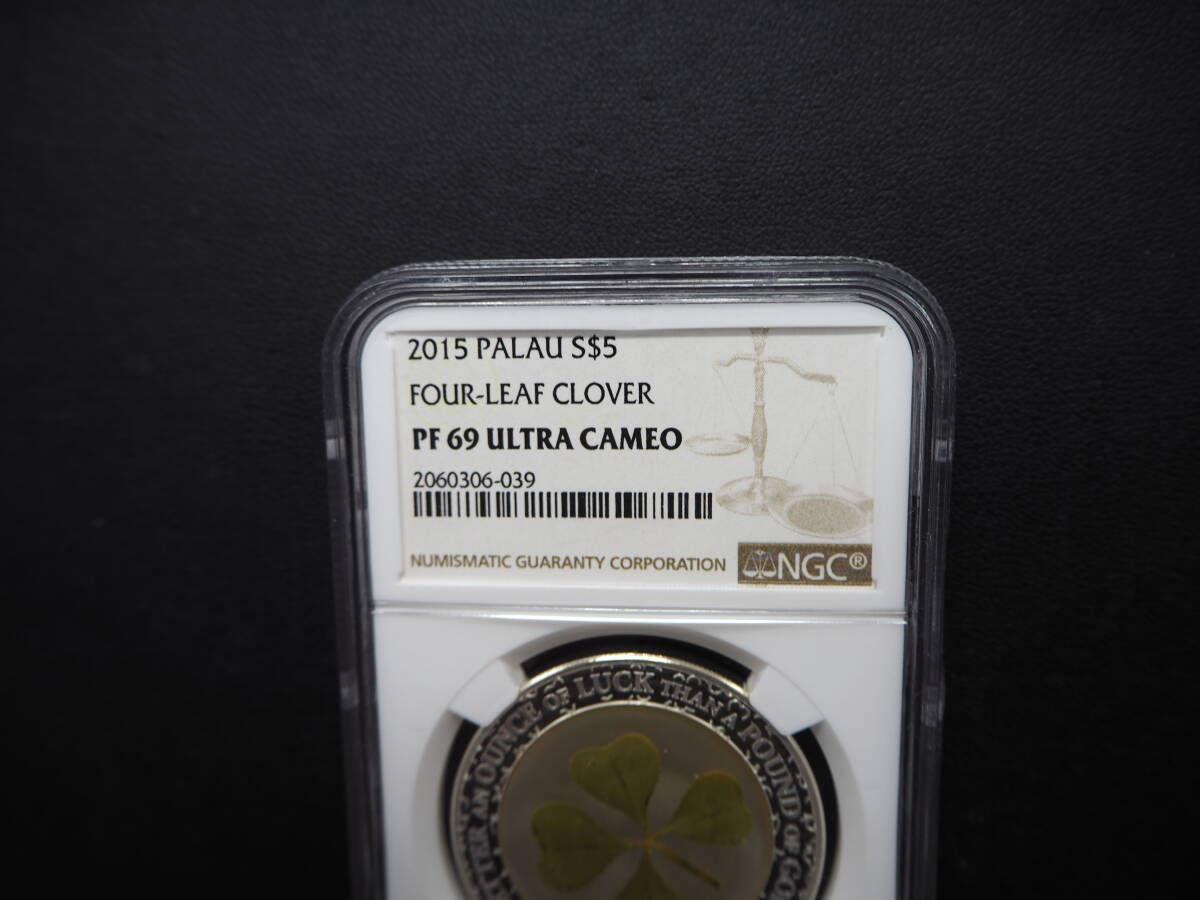 2015 PALAU S$5
FOUR-LEAF CLOVER
PF 69 ULTRA CAMEO
2060306-039
NUMISMATIC GUARANTY CORPORATION
NGC®
AN OUNCE OF LUCK THAN A POUND OF